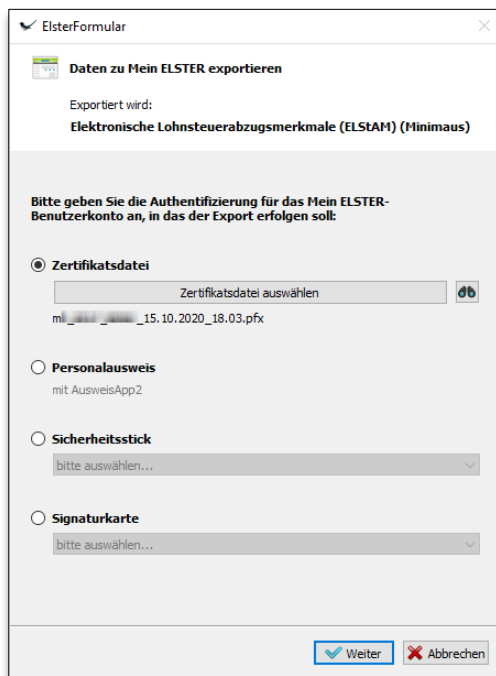 ElsterFormular
Daten zu Mein ELSTER exportieren
Exportiert wird:
Elektronische Lohnsteuerabzugsmerkmale (ELStAM) (Minimaus)
Bitte geben Sie die Authentifizierung für das Mein ELSTER-
Benutzerkonto an, in das der Export erfolgen soll:
Zertifikatsdatei
Zertifikatsdatei auswählen
_15.10.2020_18.03.pfx
Personalausweis
mit AusweisApp2
Sicherheitsstick
bitte auswählen...
Signaturkarte
bitte auswählen...
Weiter Abbrechen